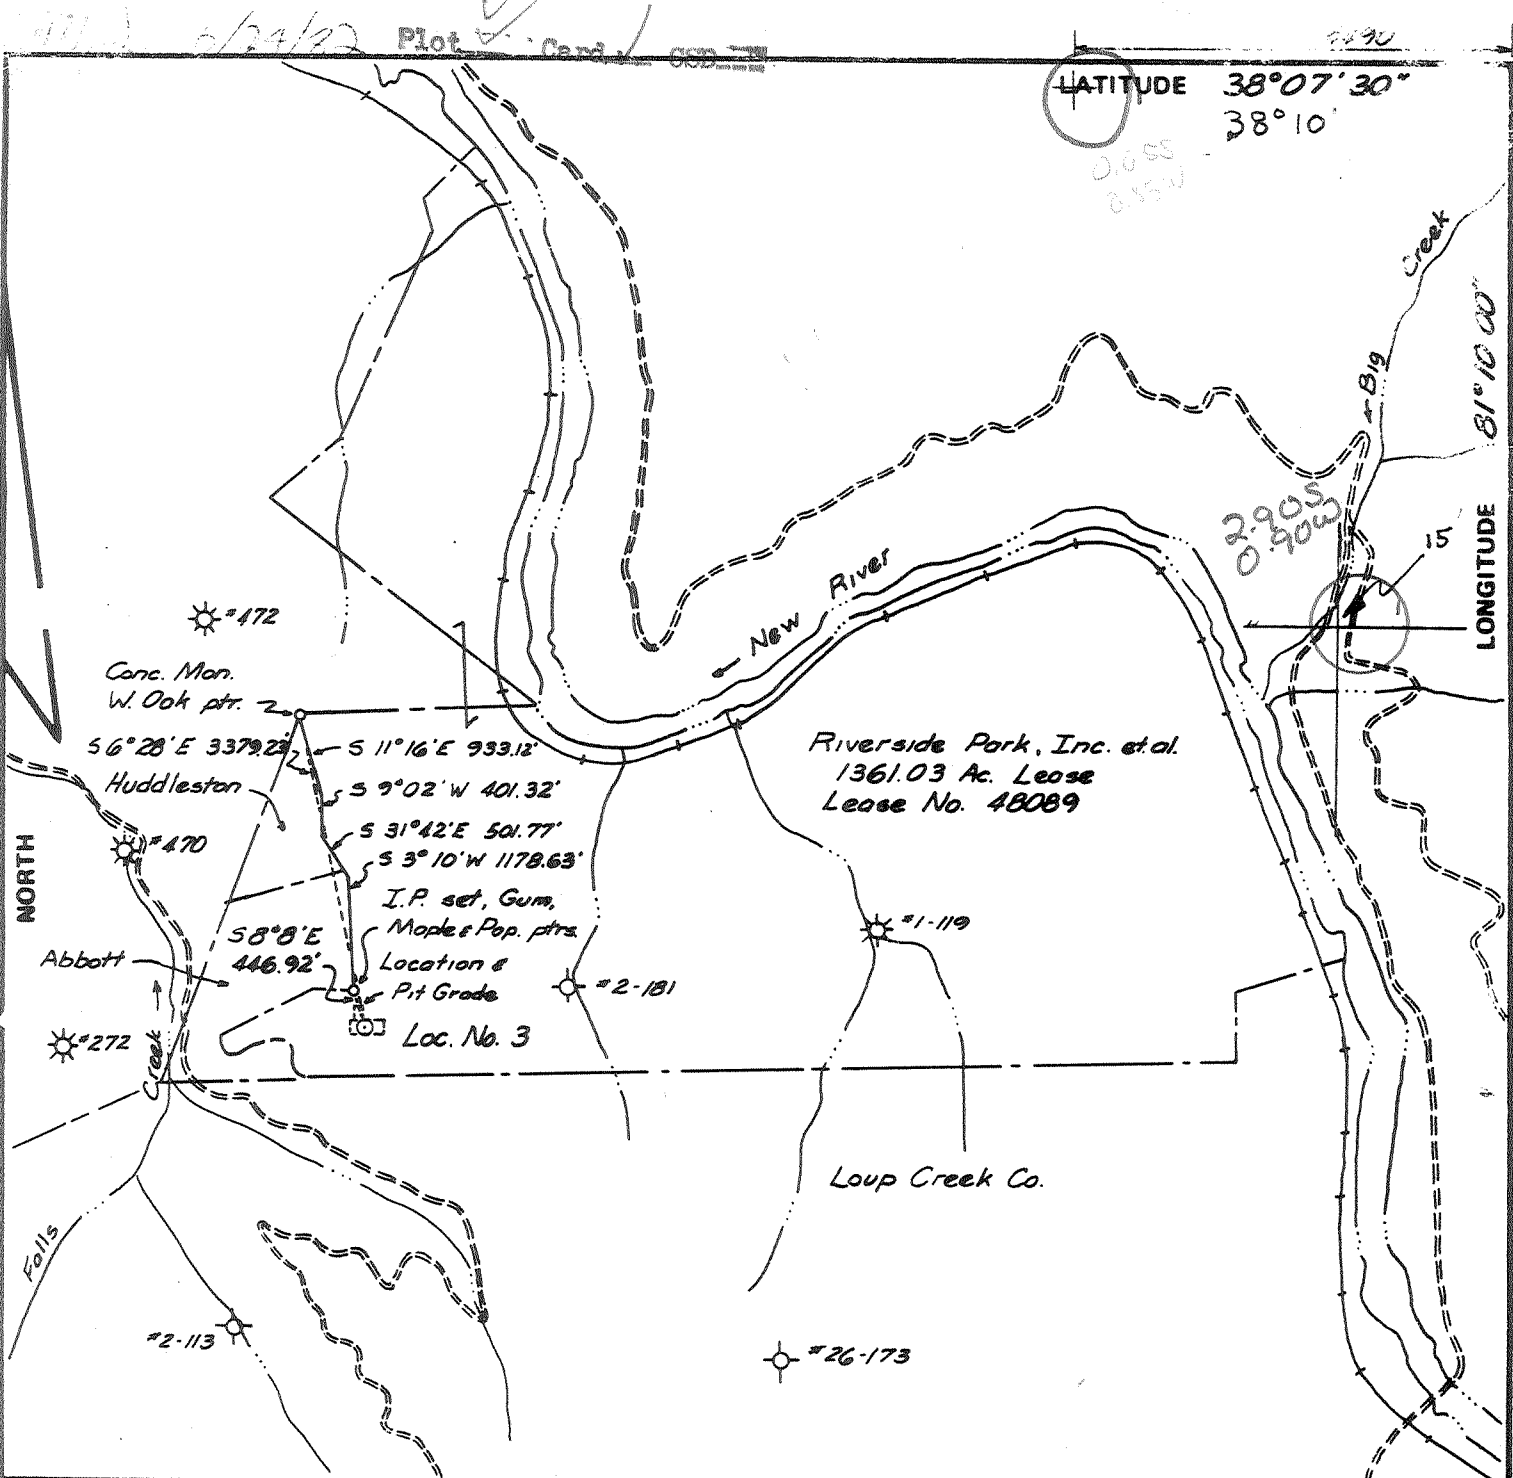 Plot Card GSD
LATITUDE 38°07'30"
38°10'
Big Creek
81°10'00"
LONGITUDE
2.90S
0.90W
15
New River
#472
Conc. Mon.
W. Oak ptr.
S 6°28'E 3379.23'
S 11°16'E 933.12'
Huddleston
S 9°02'W 401.32'
S 31°42'E 501.77'
S 3°10'W 1178.63'
#470
NORTH
I.P. set, Gum,
Maple & Pop. ptrs.
S 8°8'E
446.92'
Abbott
Location &
Pit Grade
Loc. No. 3
#272
Riverside Park, Inc. et.al.
1361.03 Ac. Lease
Lease No. 48089
#1-119
#2-181
Falls Creek
Loup Creek Co.
#2-113
#26-173